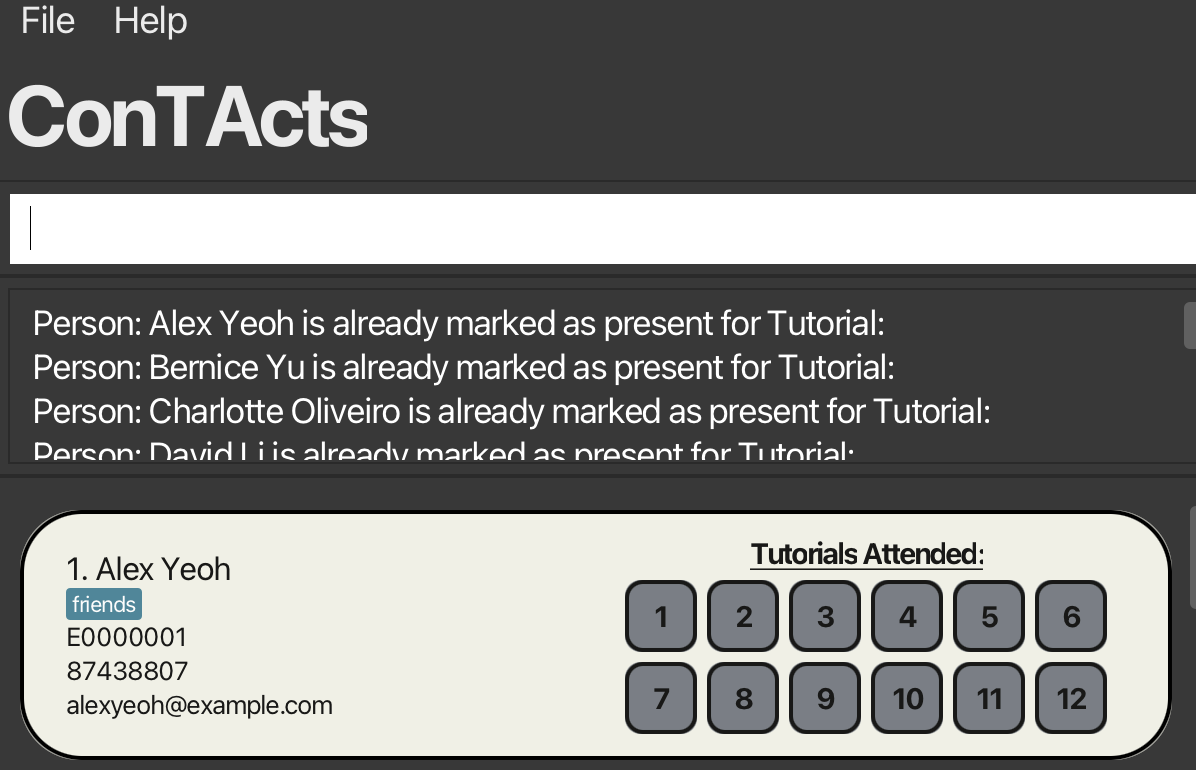 File Help
ConTActs
Person: Alex Yeoh is already marked as present for Tutorial:
Person: Bernice Yu is already marked as present for Tutorial:
Person: Charlotte Oliveiro is already marked as present for Tutorial:
Person: David Li is already marked as present for Tutorial:
1. Alex Yeoh
friends
E0000001
87438807
alexyeoh@example.com
Tutorials Attended:
1 2 3 4 5 6
7 8 9 10 11 12